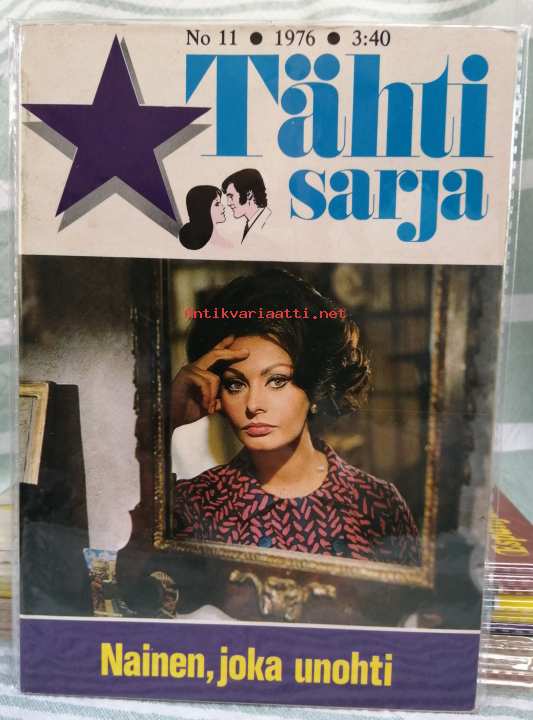 No 11 ● 1976 ● 3:40
Tähti
sarja
Antikvariaatti.net
Nainen, joka unohti